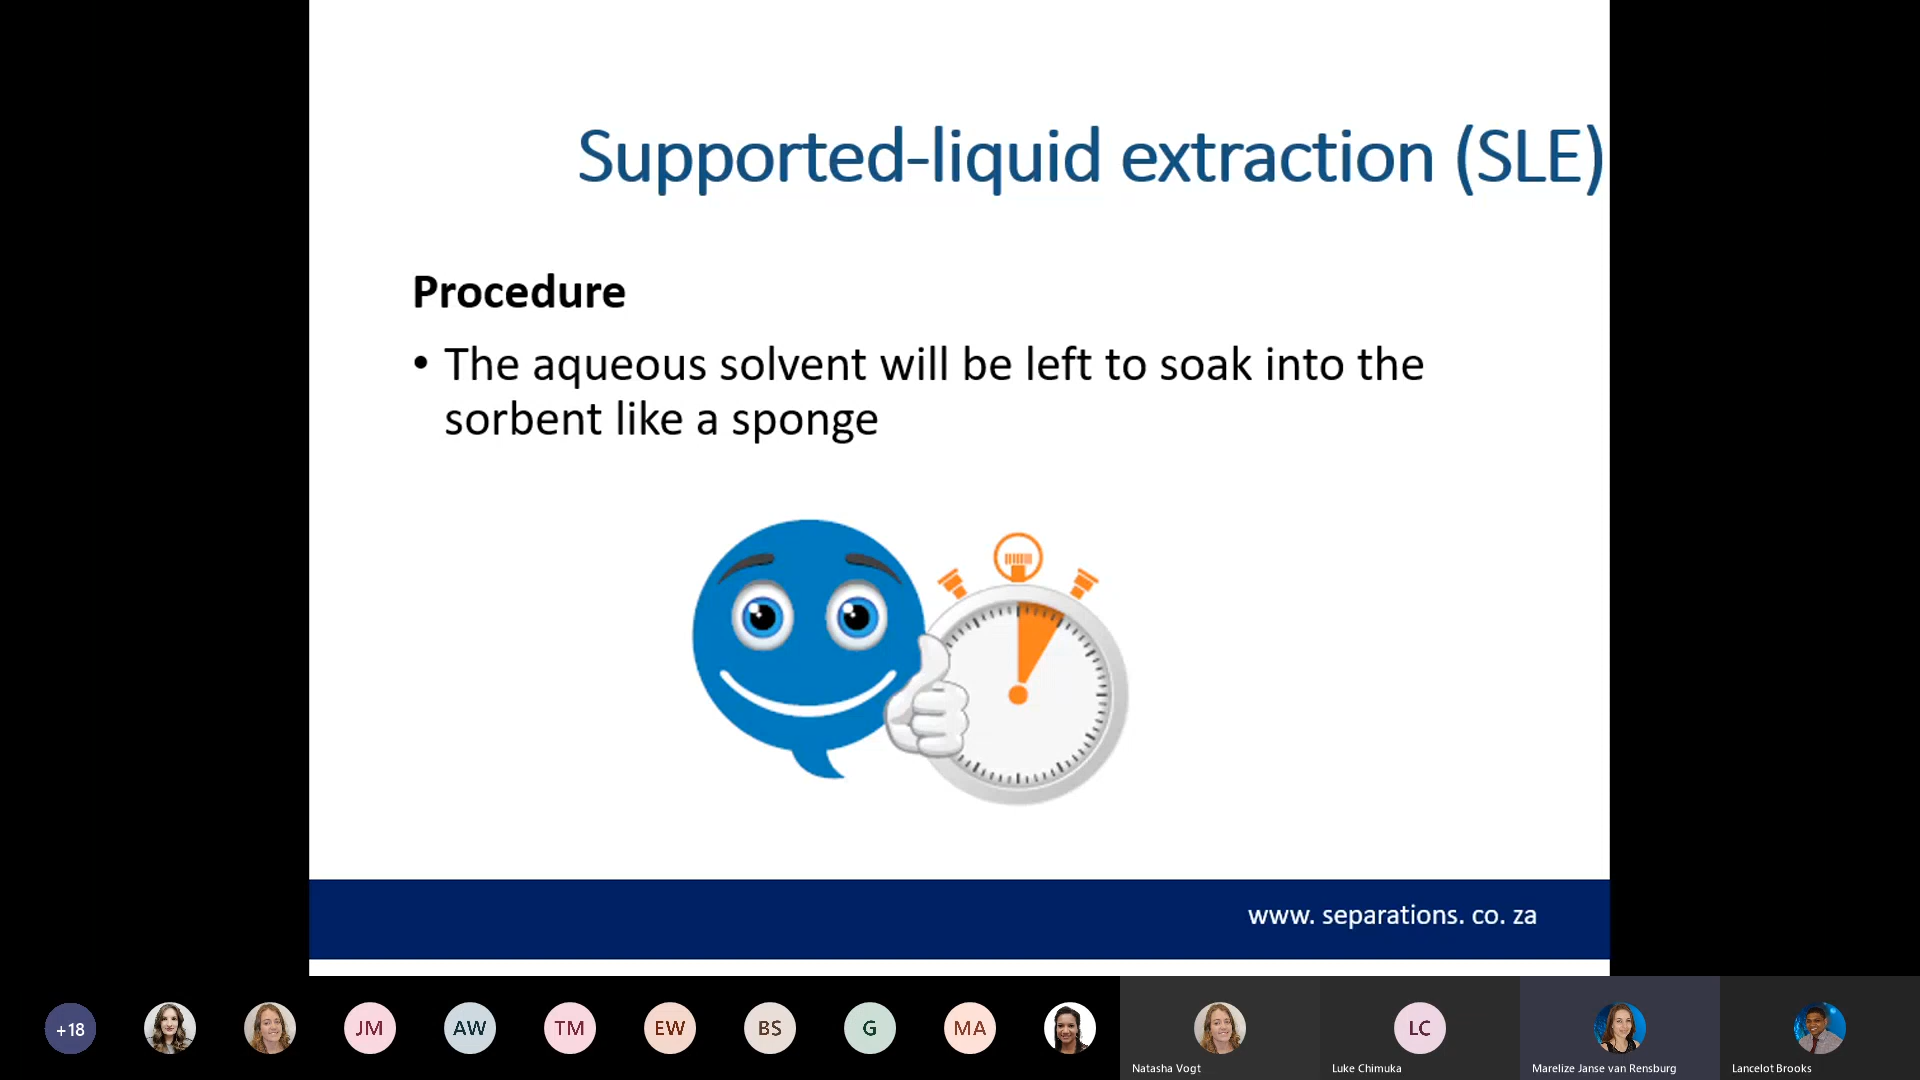 Supported-liquid extraction (SLE)
Procedure
• The aqueous solvent will be left to soak into the
sorbent like a sponge
www. separations. co. za
+18
JM
AW
TM
EW
BS
G
MA
LC
Natasha Vogt
Luke Chimuka
Marelize Janse van Rensburg
Lancelot Brooks